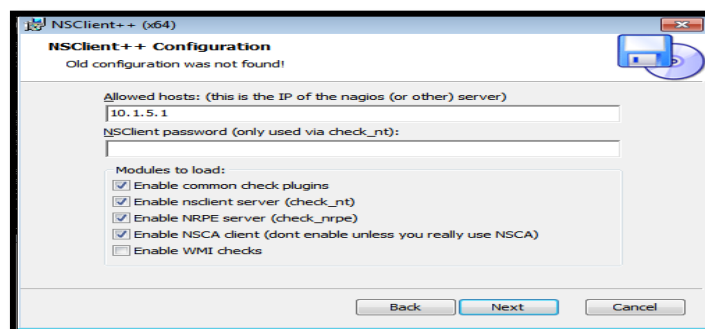 NSClient++ (x64)
NSClient++ Configuration
Old configuration was not found!
Allowed hosts: (this is the IP of the nagios (or other) server)
10.1.5.1
NSClient password (only used via check_nt):
Modules to load:
Enable common check plugins
Enable nsclient server (check_nt)
Enable NRPE server (check_nrpe)
Enable NSCA client (dont enable unless you really use NSCA)
Enable WMI checks
Back Next Cancel